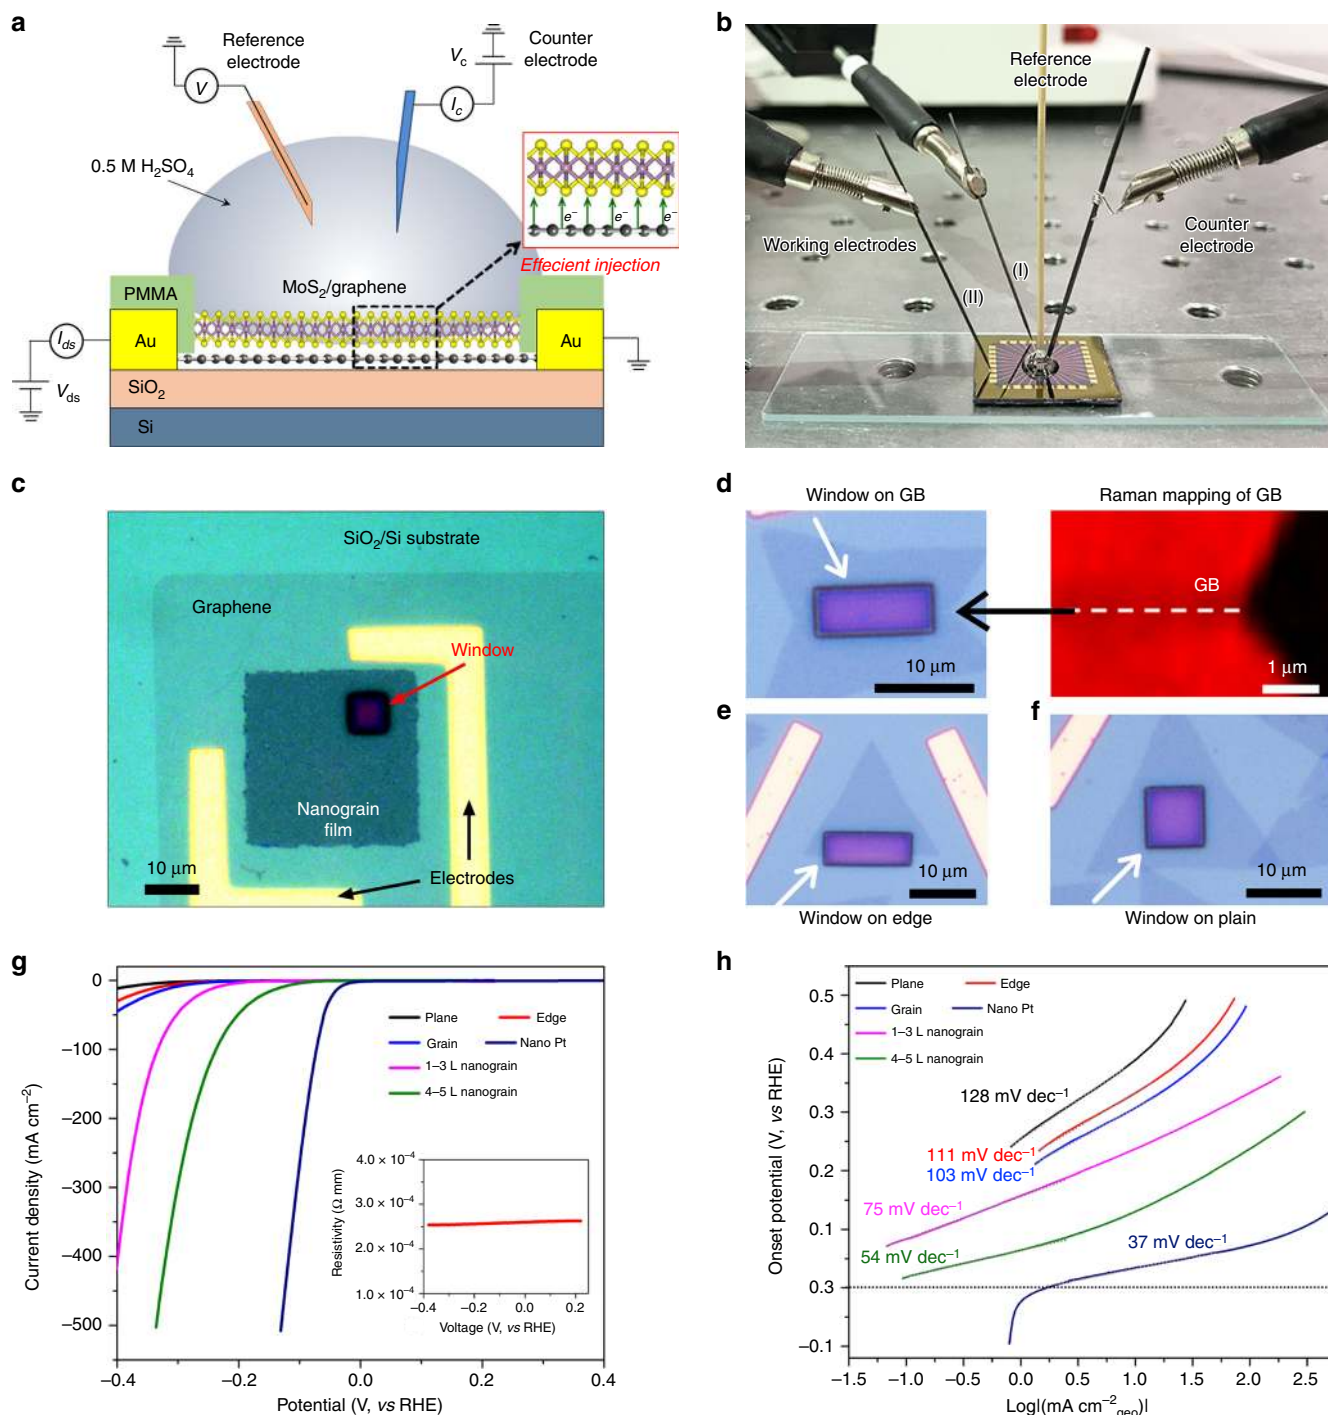 a
Reference
electrode
V
V_c
Counter
electrode
I_c
0.5 M H₂SO₄
e⁻ e⁻ e⁻
Effecient injection
PMMA
MoS₂/graphene
I_ds
Au
Au
V_ds
SiO₂
Si
b
Reference
electrode
Working electrodes
Counter
electrode
(I)
(II)
c
SiO₂/Si substrate
Graphene
Window
Nanograin
film
10 μm
Electrodes
d
Window on GB
Raman mapping of GB
GB
10 μm
1 μm
e
10 μm
Window on edge
f
10 μm
Window on plain
g
Current density (mA cm⁻²)
0
−100
−200
−300
−400
−500
−0.4 −0.2 0.0 0.2 0.4
Potential (V, vs RHE)
Plane Edge
Grain Nano Pt
1–3 L nanograin
4–5 L nanograin
Resistivity (Ω mm)
4.0 × 10⁻⁴
3.0 × 10⁻⁴
2.0 × 10⁻⁴
1.0 × 10⁻⁴
−0.4 −0.2 0.0 0.2
Voltage (V, vs RHE)
h
Onset potential (V, vs RHE)
0.5
0.4
0.3
0.2
0.1
0.3
−0.1
Plane Edge
Grain Nano Pt
1–3 L nanograin
4–5 L nanograin
128 mV dec⁻¹
111 mV dec⁻¹
103 mV dec⁻¹
75 mV dec⁻¹
54 mV dec⁻¹
37 mV dec⁻¹
−1.5 −1.0 −0.5 0.0 0.5 1.0 1.5 2.0 2.5
Log|(mA cm⁻²_geo)|